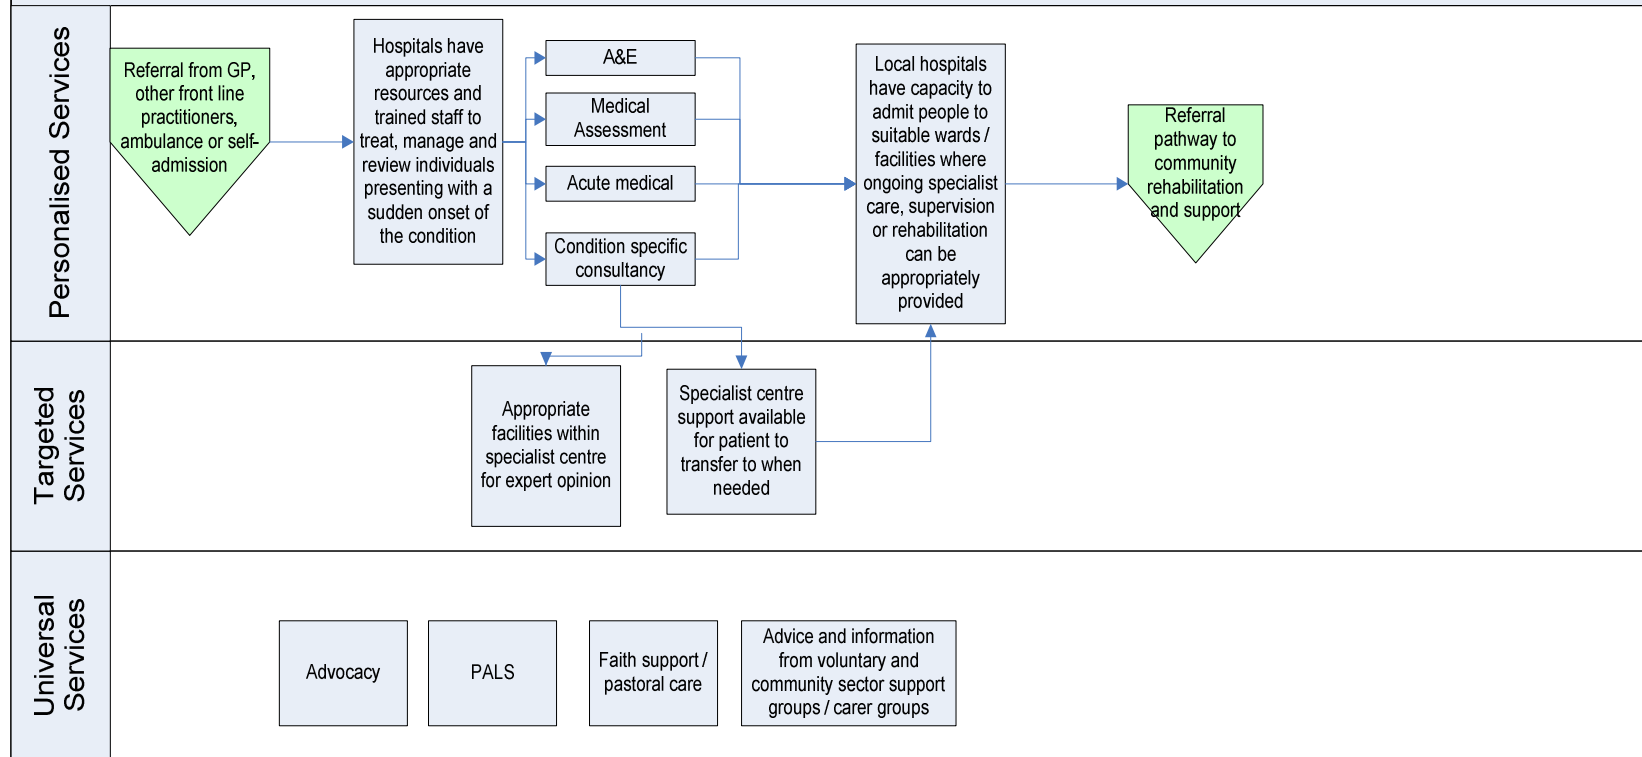 Personalised Services
Referral from GP,
other front line
practitioners,
ambulance or self-
admission
Hospitals have
appropriate
resources and
trained staff to
treat, manage and
review individuals
presenting with a
sudden onset of
the condition
A&E
Medical
Assessment
Acute medical
Condition specific
consultancy
Local hospitals
have capacity to
admit people to
suitable wards /
facilities where
ongoing specialist
care, supervision
or rehabilitation
can be
appropriately
provided
Referral
pathway to
community
rehabilitation
and support
Targeted
Services
Appropriate
facilities within
specialist centre
for expert opinion
Specialist centre
support available
for patient to
transfer to when
needed
Universal
Services
Advocacy
PALS
Faith support /
pastoral care
Advice and information
from voluntary and
community sector support
groups / carer groups